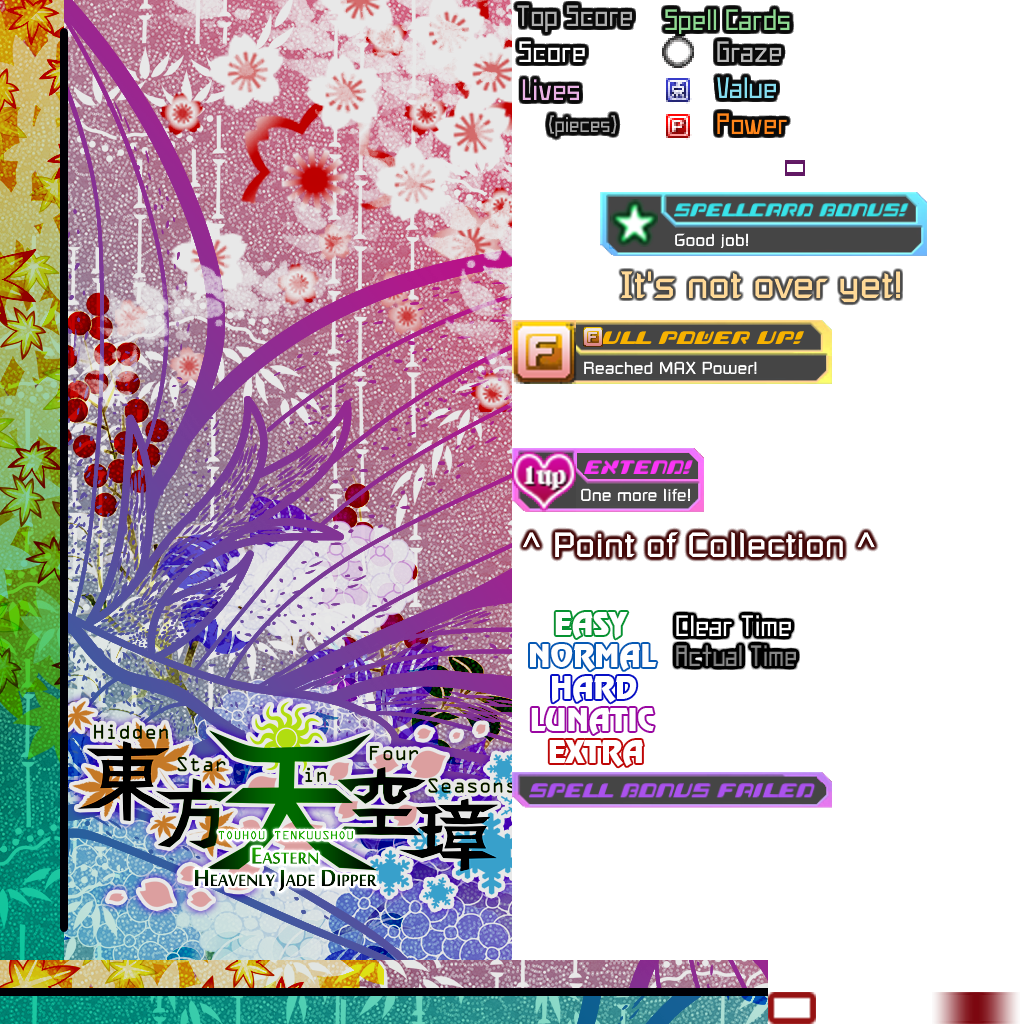 Top Score
Spell Cards
Score
Graze
Lives
Value
(pieces)
P
Power
SPELLCARD BONUS!
Good job!
It's not over yet!
F
FULL POWER UP!
Reached MAX Power!
1up
EXTEND!
One more life!
^ Point of Collection ^
EASY
NORMAL
HARD
LUNATIC
EXTRA
Clear Time
Actual Time
SPELL BONUS FAILED
Hidden
Star
in
Four
Seasons
東方天空璋
TOUHOU TENKUUSHOU
EASTERN
HEAVENLY JADE DIPPER